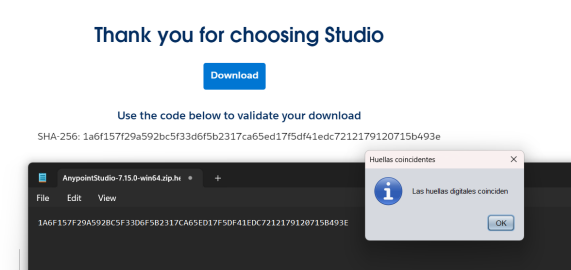 Thank you for choosing Studio
Download
Use the code below to validate your download
SHA-256: 1a6f157f29a592bc5f33d6f5b2317ca65ed17f5df41edc7212179120715b493e
Huellas coincidentes
AnypointStudio-7.15.0-win64.zip.he
File Edit View
Las huellas digitales coinciden
OK
1A6F157F29A592BC5F33D6F5B2317CA65ED17F5DF41EDC7212179120715B493E